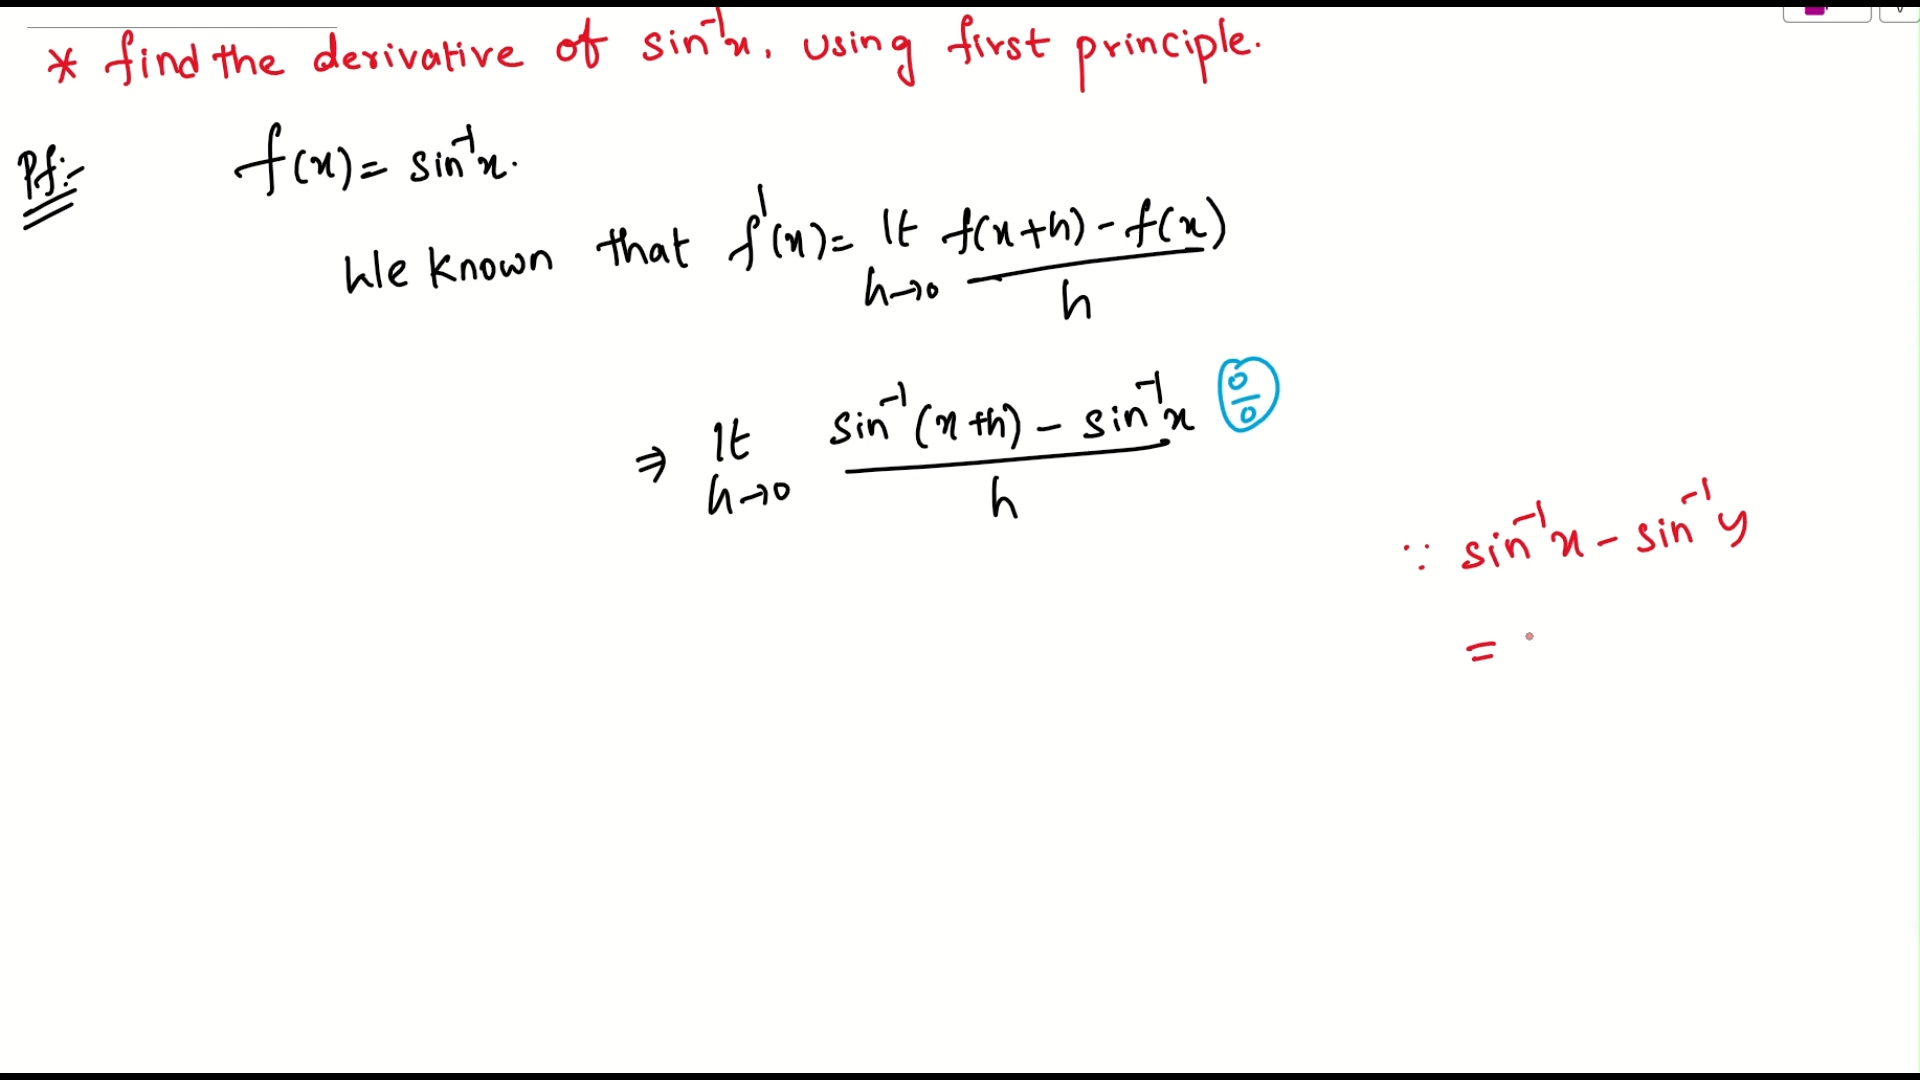 * find the derivative of sin⁻¹x, using first principle.
Pf:- f(x) = sin⁻¹x.
We known that f'(x) = lt f(x+h) - f(x)
h→0 h
⇒ lt sin⁻¹(x+h) - sin⁻¹x 0/0
h→0 h
∵ sin⁻¹x - sin⁻¹y
=